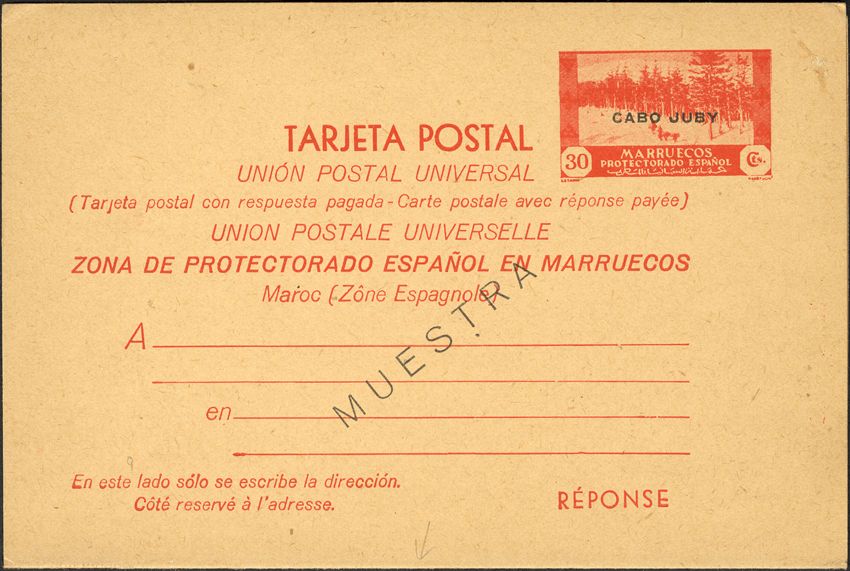 CABO JUBY
30 MARRUECOS Cts.
PROTECTORADO ESPAÑOL
TARJETA POSTAL
UNIÓN POSTAL UNIVERSAL
(Tarjeta postal con respuesta pagada - Carte postale avec réponse payée)
UNION POSTALE UNIVERSELLE
ZONA DE PROTECTORADO ESPAÑOL EN MARRUECOS
Maroc (Zône Espagnole)
MUESTRA
A
en
En este lado sólo se escribe la dirección.
Côté reservé à l'adresse.
RÉPONSE